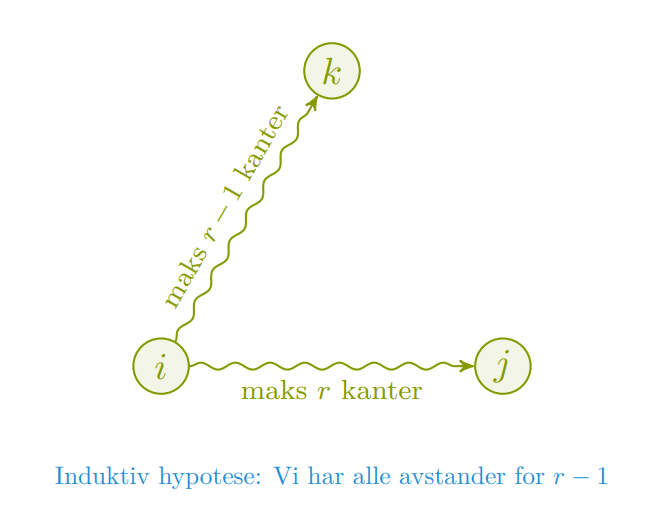 k
maks r − 1 kanter
i
j
maks r kanter
Induktiv hypotese: Vi har alle avstander for r − 1